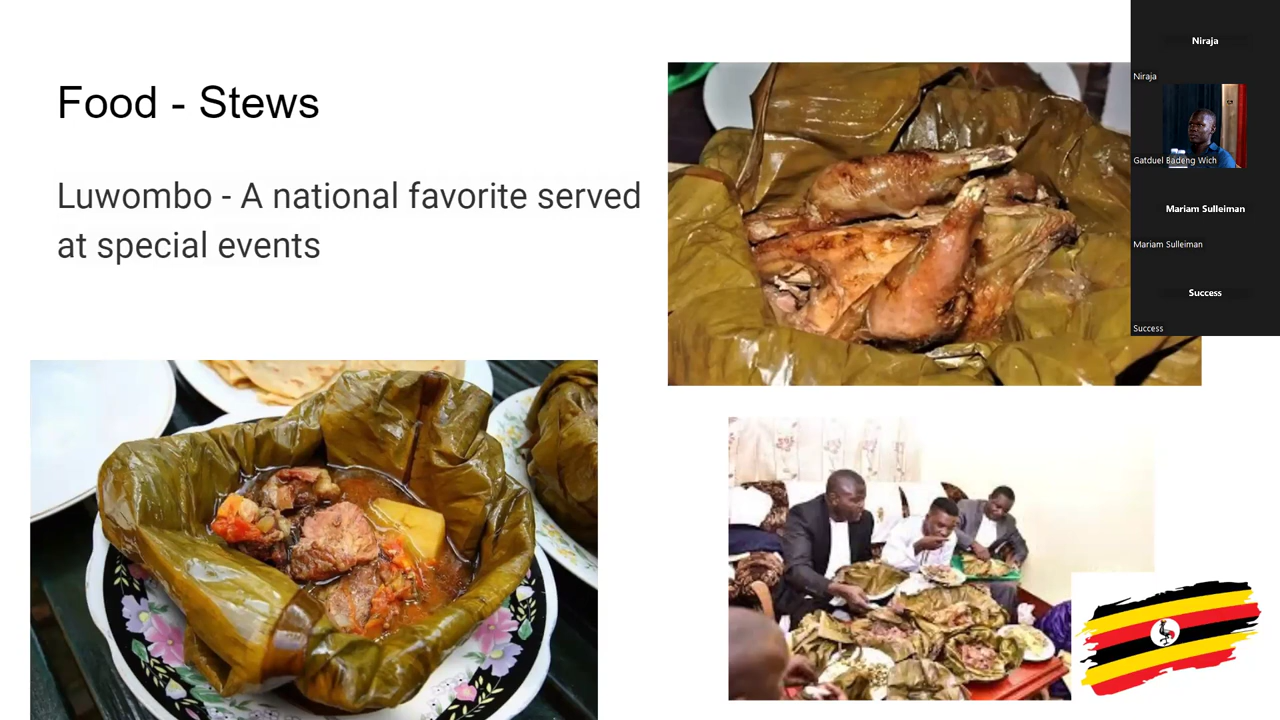 Food - Stews
Luwombo - A national favorite served
at special events
Niraja
Niraja
Gatduel Badeng Wich
Mariam Sulleiman
Mariam Sulleiman
Success
Success